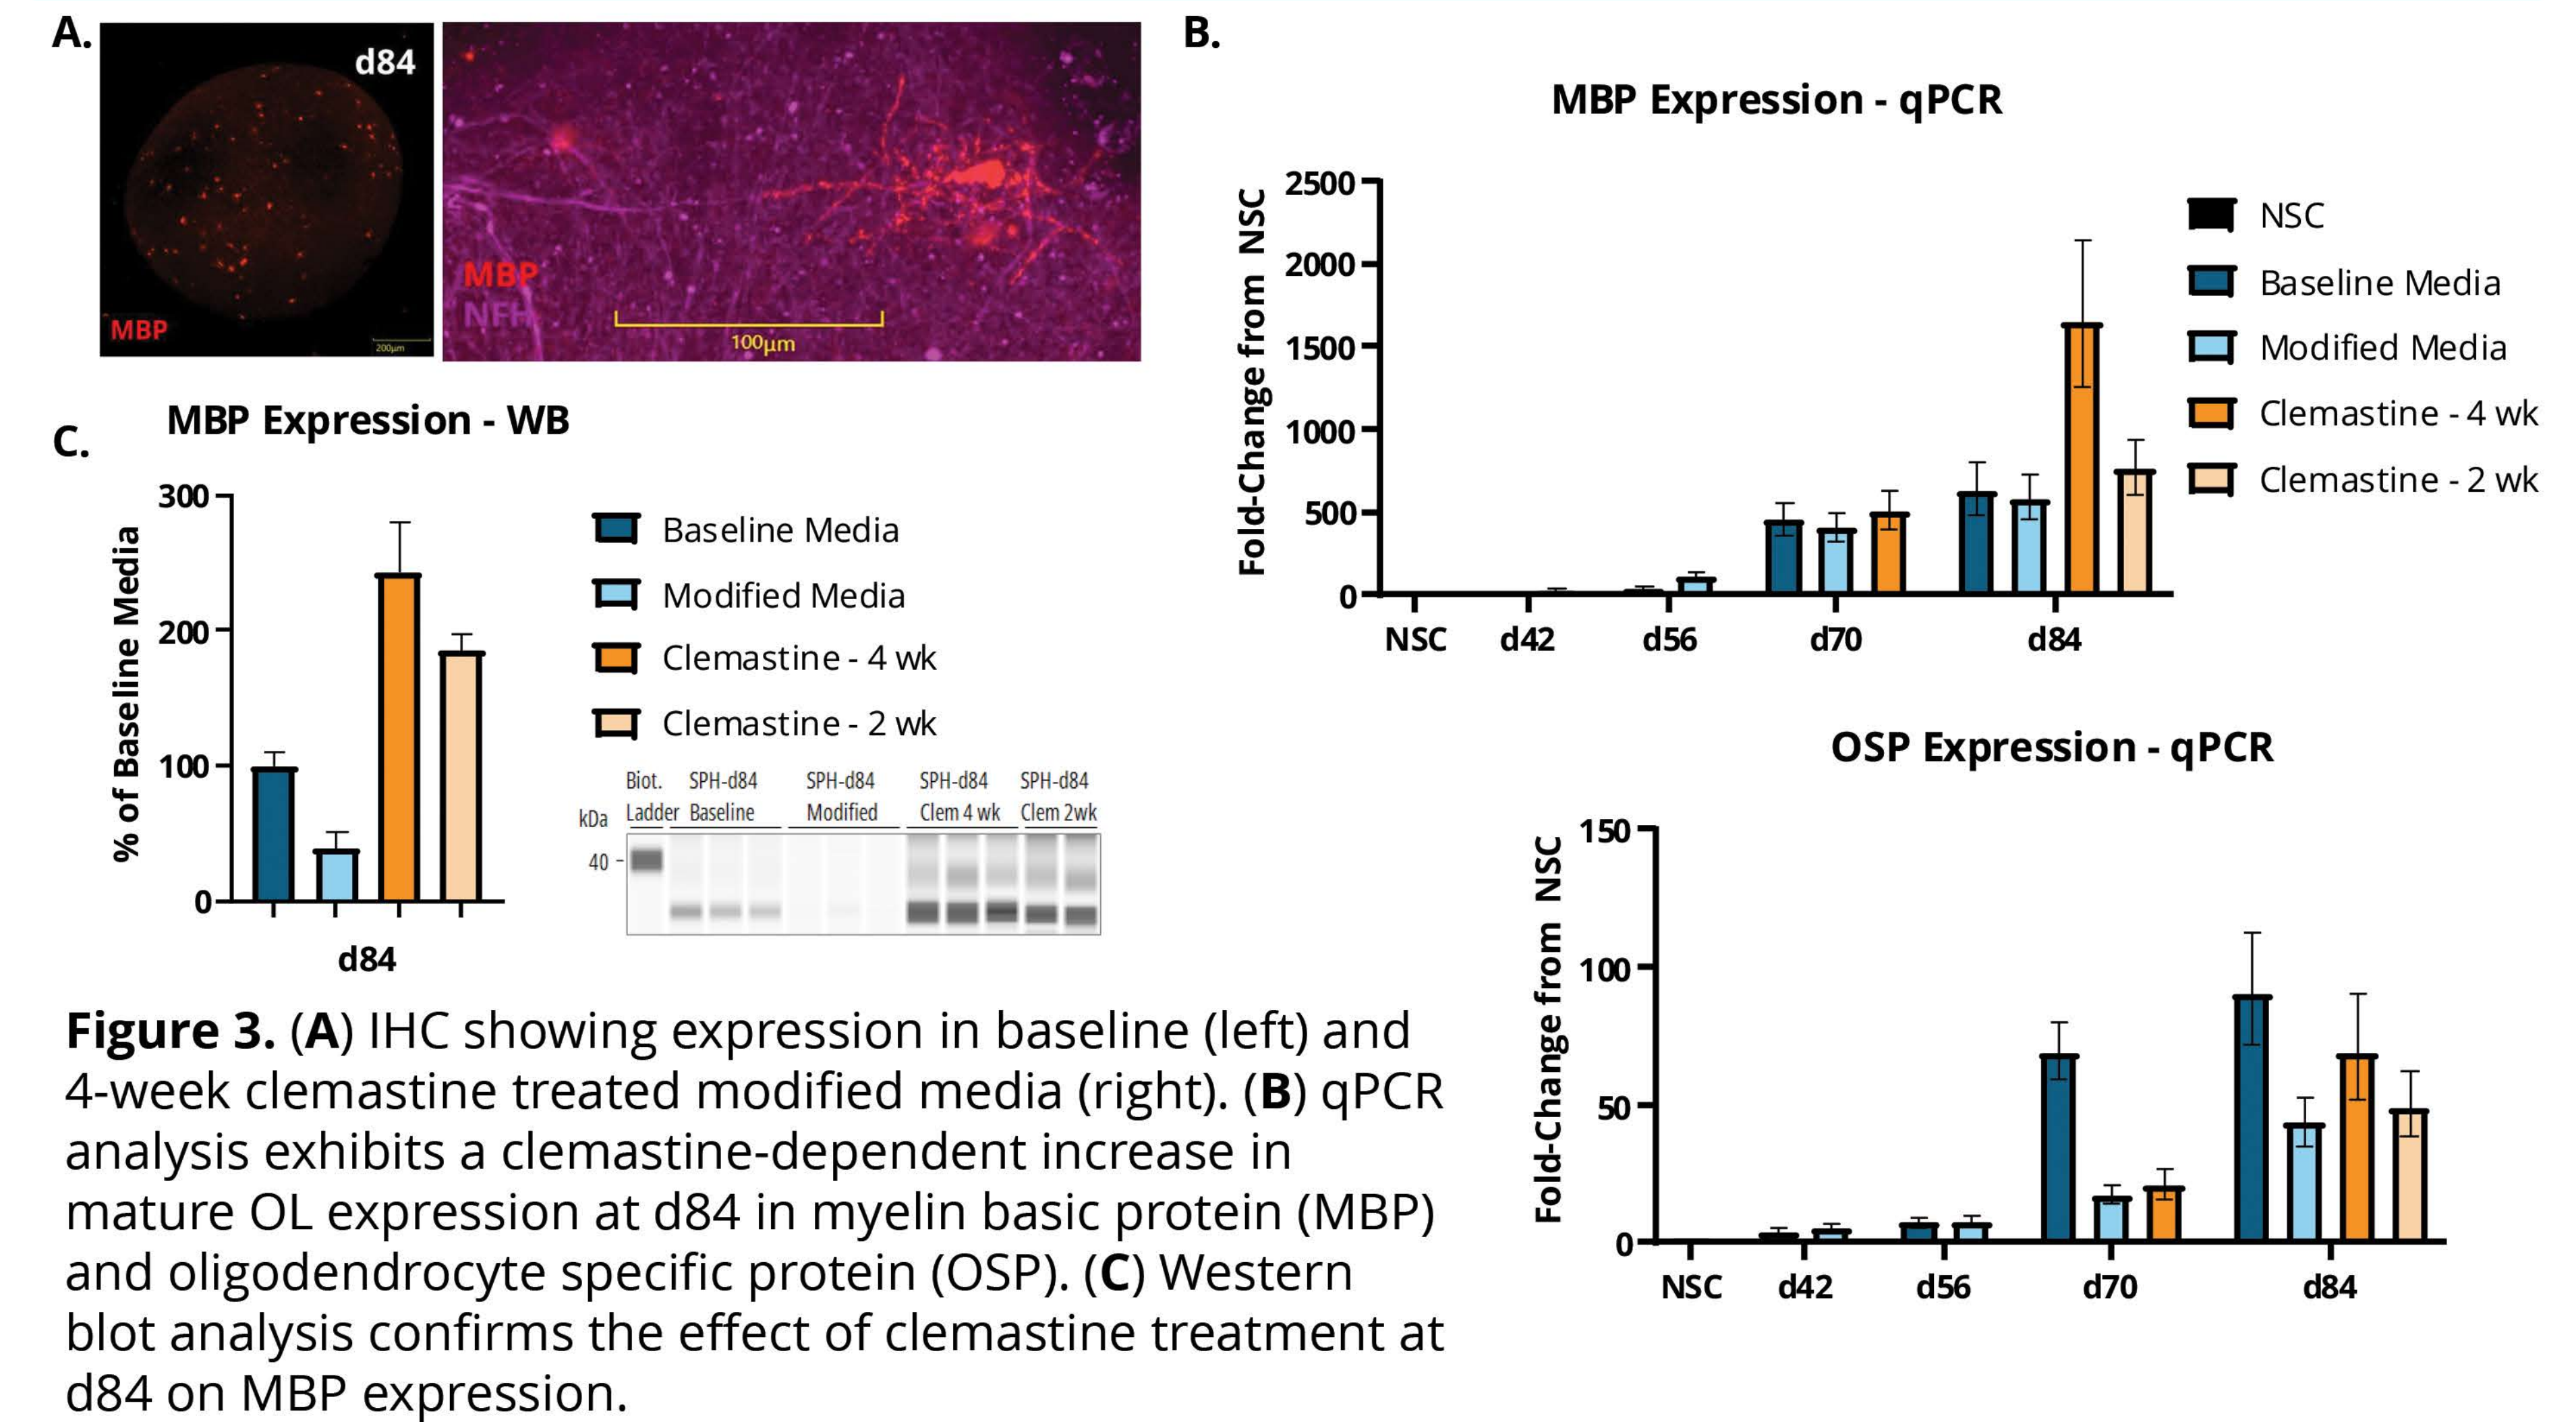 A.
d84
MBP
200µm
MBP
NFH
100µm
B.
MBP Expression - qPCR
Fold-Change from NSC
2500
2000
1500
1000
500
0
NSC
d42
d56
d70
d84
NSC
Baseline Media
Modified Media
Clemastine - 4 wk
Clemastine - 2 wk
C.
MBP Expression - WB
% of Baseline Media
300
200
100
0
d84
Baseline Media
Modified Media
Clemastine - 4 wk
Clemastine - 2 wk
Biot. SPH-d84 SPH-d84 SPH-d84 SPH-d84
kDa Ladder Baseline Modified Clem 4 wk Clem 2wk
40
OSP Expression - qPCR
Fold-Change from NSC
150
100
50
0
NSC
d42
d56
d70
d84
Figure 3. (A) IHC showing expression in baseline (left) and
4-week clemastine treated modified media (right). (B) qPCR
analysis exhibits a clemastine-dependent increase in
mature OL expression at d84 in myelin basic protein (MBP)
and oligodendrocyte specific protein (OSP). (C) Western
blot analysis confirms the effect of clemastine treatment at
d84 on MBP expression.